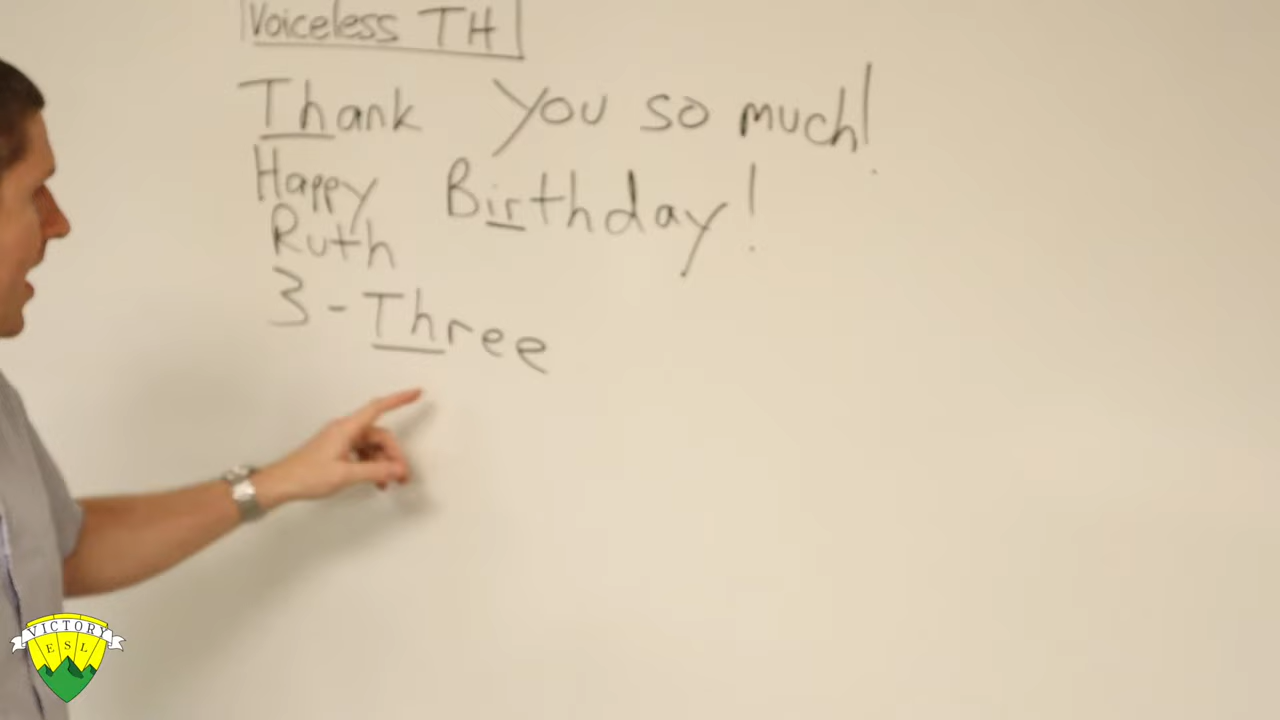 Voiceless TH
Thank you so much!
Happy Birthday!
Ruth
3 - Three
VICTORY
ESL